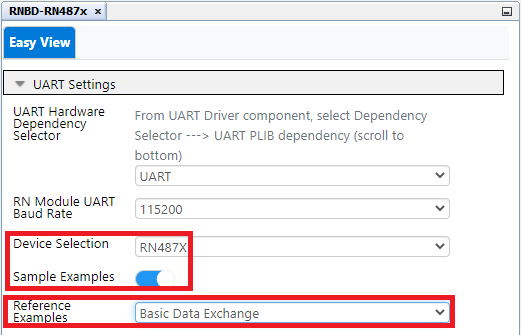 RNBD-RN487x ×
Easy View
UART Settings
UART Hardware
Dependency
Selector
From UART Driver component, select Dependency
Selector ---> UART PLIB dependency (scroll to
bottom)
UART
RN Module UART
Baud Rate
115200
Device Selection
RN487X
Sample Examples
Reference
Examples
Basic Data Exchange